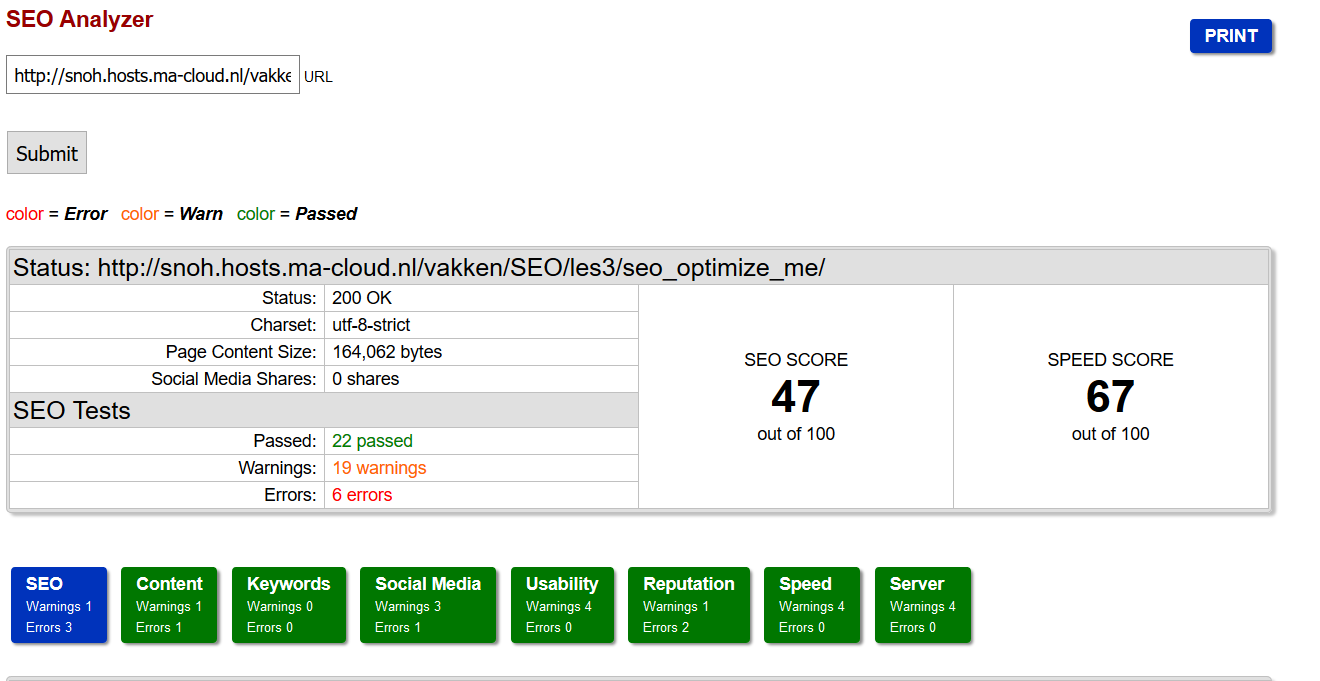 SEO Analyzer
PRINT
http://snoh.hosts.ma-cloud.nl/vakke URL
Submit
color = Error color = Warn color = Passed
Status: http://snoh.hosts.ma-cloud.nl/vakken/SEO/les3/seo_optimize_me/
Status: 200 OK
Charset: utf-8-strict
Page Content Size: 164,062 bytes
Social Media Shares: 0 shares
SEO Tests
Passed: 22 passed
Warnings: 19 warnings
Errors: 6 errors
SEO SCORE
47
out of 100
SPEED SCORE
67
out of 100
SEO
Warnings 1
Errors 3
Content
Warnings 1
Errors 1
Keywords
Warnings 0
Errors 0
Social Media
Warnings 3
Errors 1
Usability
Warnings 4
Errors 0
Reputation
Warnings 1
Errors 2
Speed
Warnings 4
Errors 0
Server
Warnings 4
Errors 0